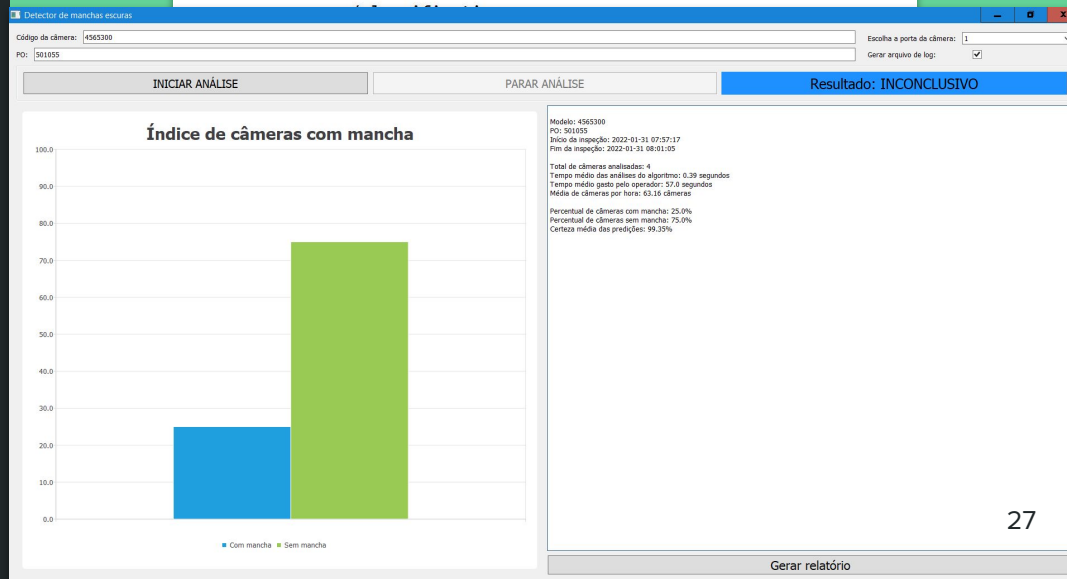 Detector de manchas escuras
Código da câmera: 4565300
Escolha a porta da câmera: 1
PO: 501055
Gerar arquivo de log:
INICIAR ANÁLISE
PARAR ANÁLISE
Resultado: INCONCLUSIVO
Índice de câmeras com mancha
100.0
90.0
80.0
70.0
60.0
50.0
40.0
30.0
20.0
10.0
0.0
Com mancha Sem mancha
Modelo: 4565300
PO: 501055
Início da inspeção: 2022-01-31 07:57:17
Fim da inspeção: 2022-01-31 08:01:05
Total de câmeras analisadas: 4
Tempo médio das análises do algoritmo: 0.39 segundos
Tempo médio gasto pelo operador: 57.0 segundos
Média de câmeras por hora: 63.16 câmeras
Percentual de câmeras com mancha: 25.0%
Percentual de câmeras sem mancha: 75.0%
Certeza média das predições: 99.35%
27
Gerar relatório